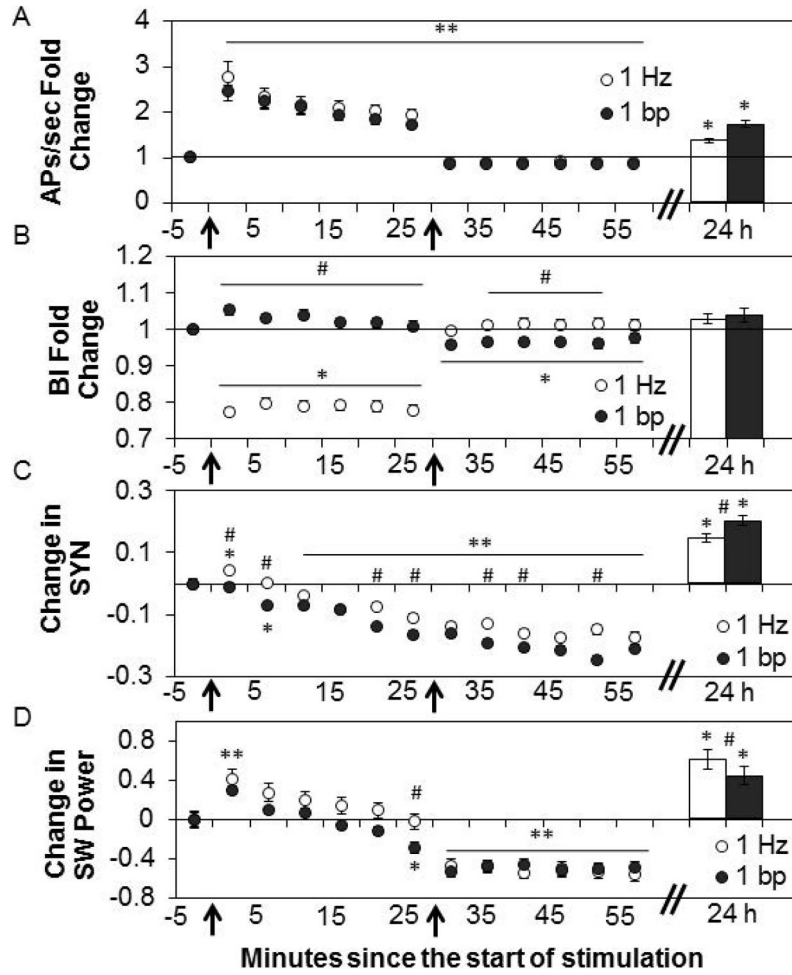 A
APs/sec Fold
Change
4
3
2
1
0
**
1 Hz
1 bp
* *
-5 5 15 25 35 45 55 24 h
B
BI Fold
Change
1.1
1.04
1
0.9
0.8
0.7
#
#
*
*
1 Hz
1 bp
-5 5 15 25 35 45 55 24 h
C
Change in
SYN
0.3
0.1
-0.1
-0.3
# # # # # # #
*
*
**
* # *
1 Hz
1 bp
-5 5 15 25 35 45 55 24 h
D
Change in
SW Power
0.8
0.4
0
-0.4
-0.8
**
#
*
**
* # *
1 Hz
1 bp
-5 5 15 25 35 45 55 24 h
Minutes since the start of stimulation